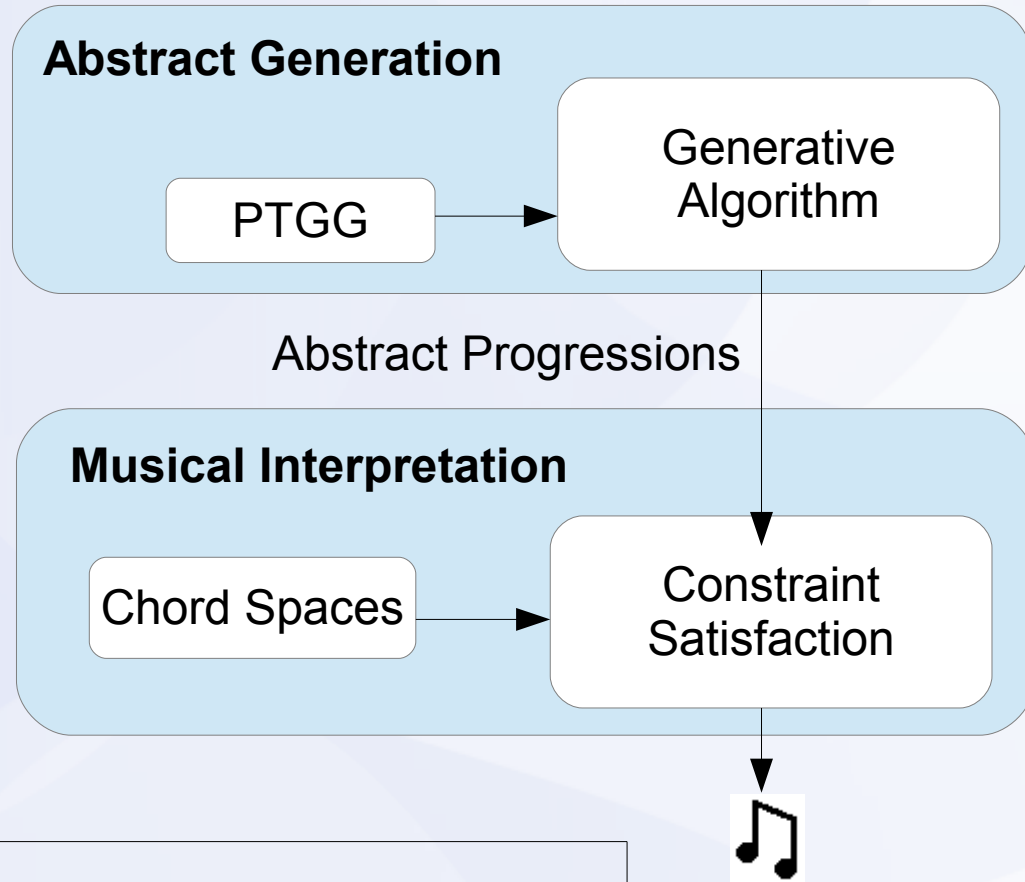 Abstract Generation
Generative
Algorithm
PTGG
Abstract Progressions
Musical Interpretation
Chord Spaces
Constraint
Satisfaction